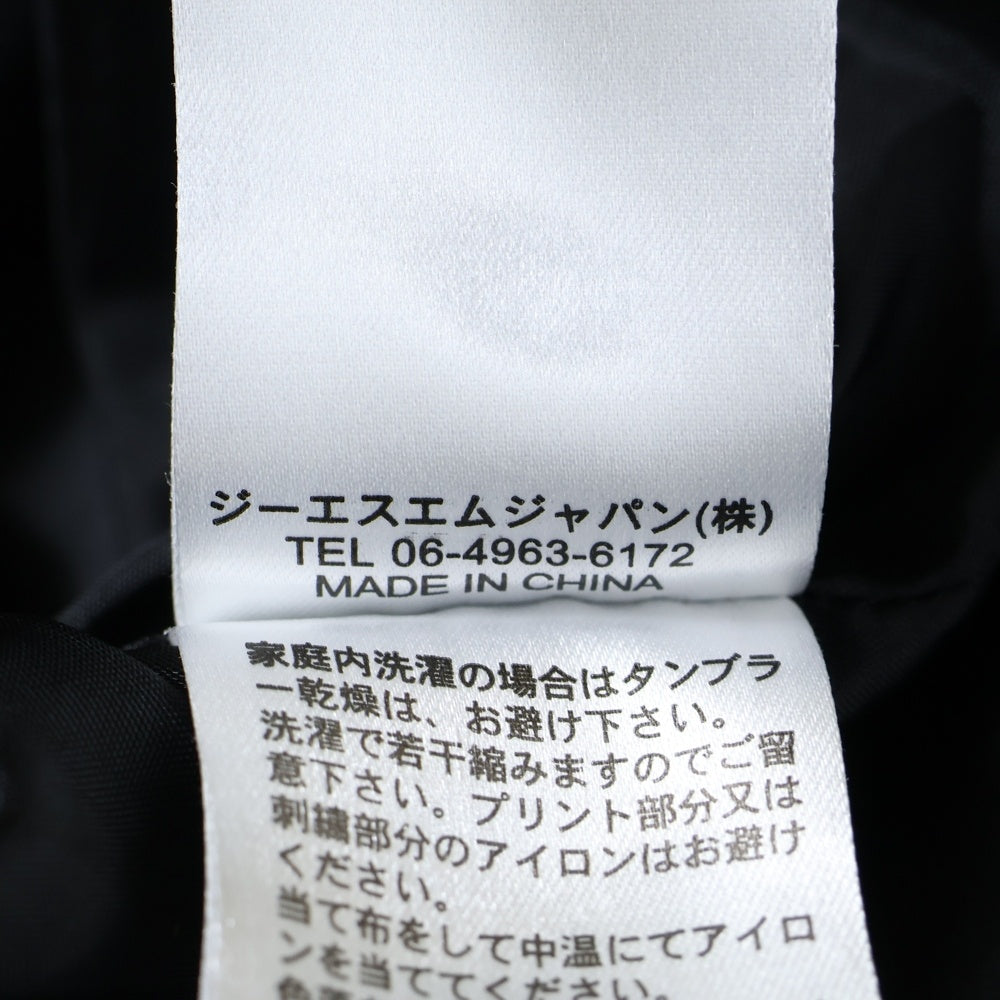 ジーエスエムジャパン(株)
TEL 06-4963-6172
MADE IN CHINA
家庭内洗濯の場合はタンブラ
ー乾燥は、お避け下さい。
洗濯で若干縮みますのでご留
意下さい。プリント部分又は
刺繍部分のアイロンはお避け
ください。
当て布をして中温にてアイロ
ンを当ててください。